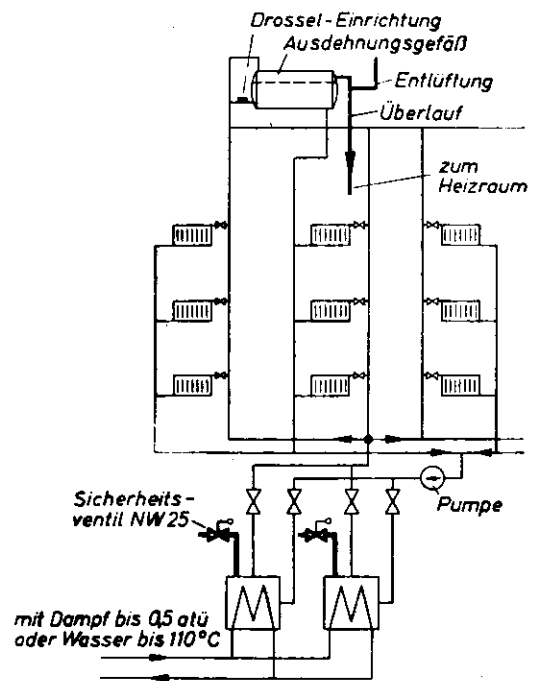 Drossel-Einrichtung
Ausdehnungsgefäß
Entlüftung
Überlauf
zum
Heizraum
Sicherheits-
ventil NW 25
Pumpe
mit Dampf bis 0,5 atü
oder Wasser bis 110°C